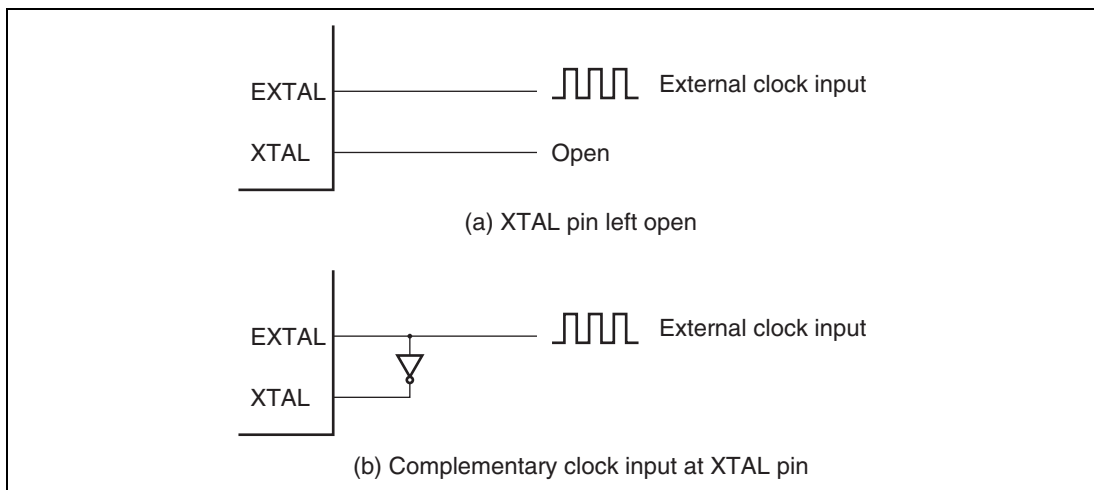 EXTAL
External clock input
XTAL
Open
(a) XTAL pin left open
EXTAL
External clock input
XTAL
(b) Complementary clock input at XTAL pin